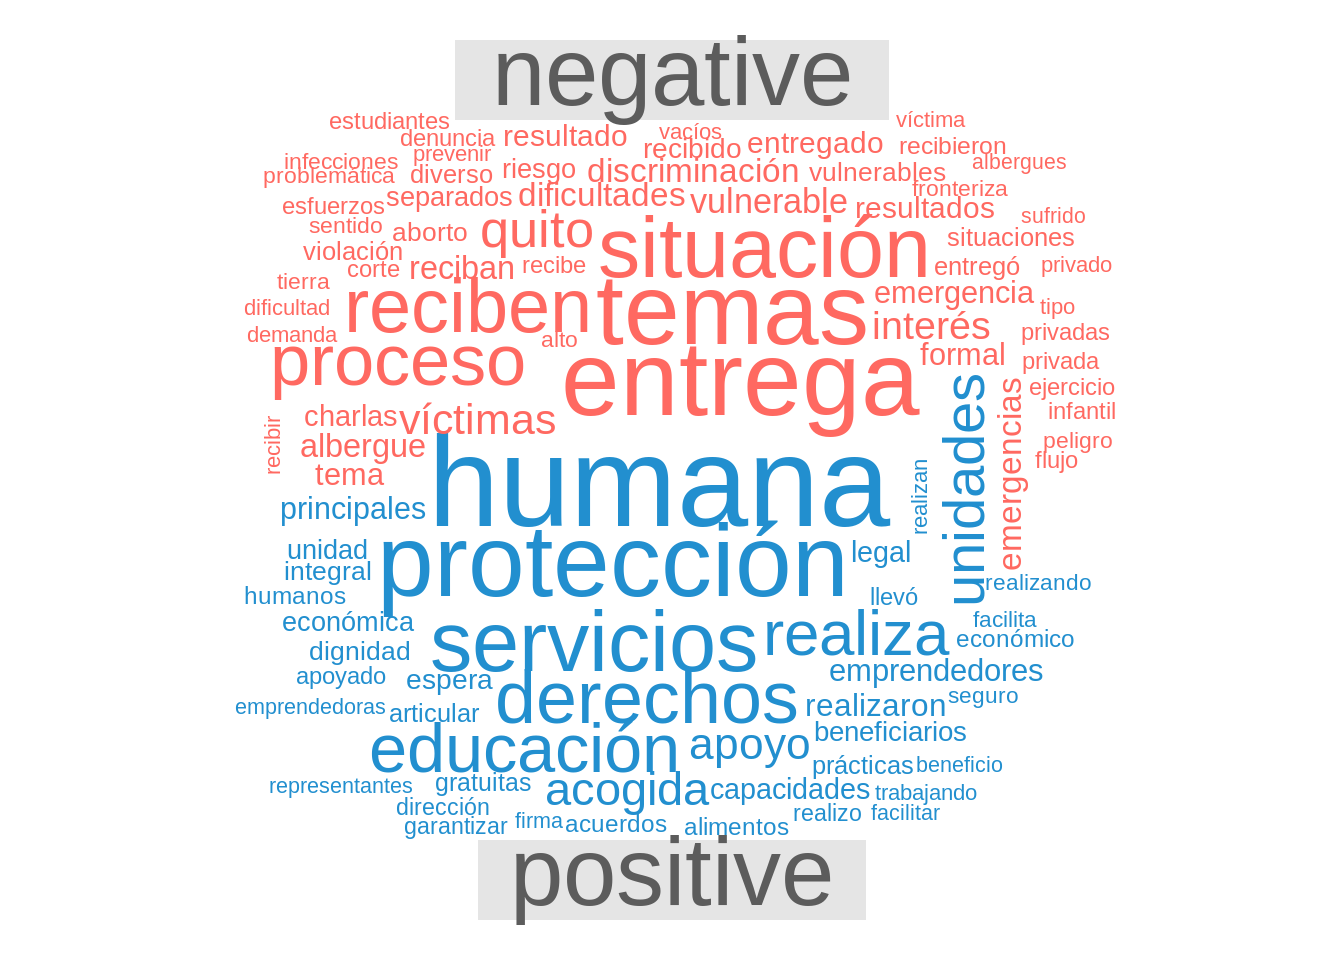 negative
estudiantes víctima
denuncia resultado vacíos recibido entregado recibieron
infecciones prevenir albergues
problemática diverso riesgo discriminación vulnerables
separados dificultades vulnerable fronteriza
esfuerzos resultados sufrido
sentido aborto quito situación situaciones
violación
corte reciban recibe entregó privado
tierra reciben temas emergencia
dificultad tipo
demanda alto interés privadas
proceso entrega formal privada
ejercicio
charlas víctimas infantil
recibir albergue unidades emergencias peligro
tema flujo
humana realizan
principales
unidad protección legal
integral realizando
humanos llevó
económica servicios realiza facilita
dignidad económico
apoyado espera derechos emprendedores
seguro
emprendedoras articular realizaron
educación apoyo beneficiarios
prácticas beneficio
representantes gratuitas acogida capacidades trabajando
dirección realizo facilitar
garantizar firma acuerdos alimentos
positive